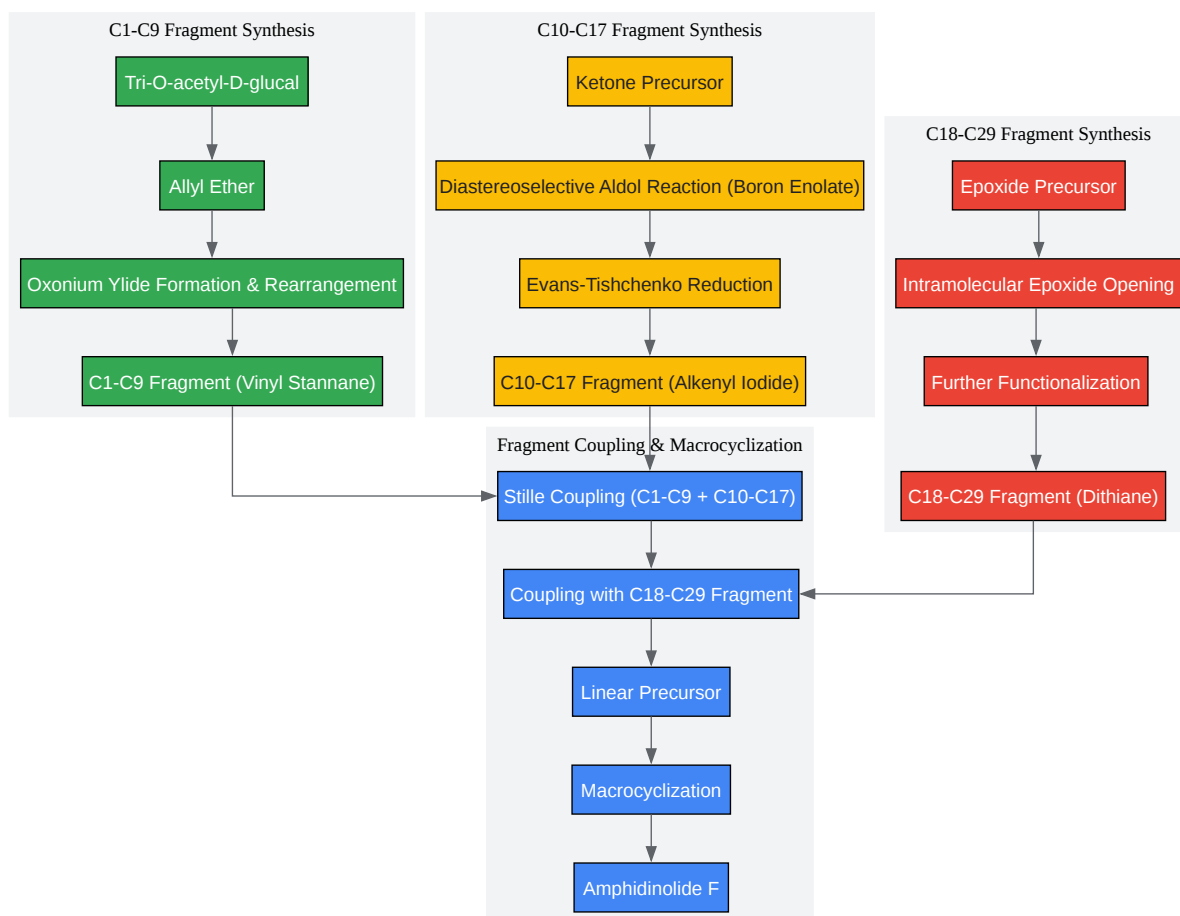 C1-C9 Fragment Synthesis
Tri-O-acetyl-D-glucal
Allyl Ether
Oxonium Ylide Formation & Rearrangement
C1-C9 Fragment (Vinyl Stannane)
C10-C17 Fragment Synthesis
Ketone Precursor
Diastereoselective Aldol Reaction (Boron Enolate)
Evans-Tishchenko Reduction
C10-C17 Fragment (Alkenyl Iodide)
C18-C29 Fragment Synthesis
Epoxide Precursor
Intramolecular Epoxide Opening
Further Functionalization
C18-C29 Fragment (Dithiane)
Fragment Coupling & Macrocyclization
Stille Coupling (C1-C9 + C10-C17)
Coupling with C18-C29 Fragment
Linear Precursor
Macrocyclization
Amphidinolide F